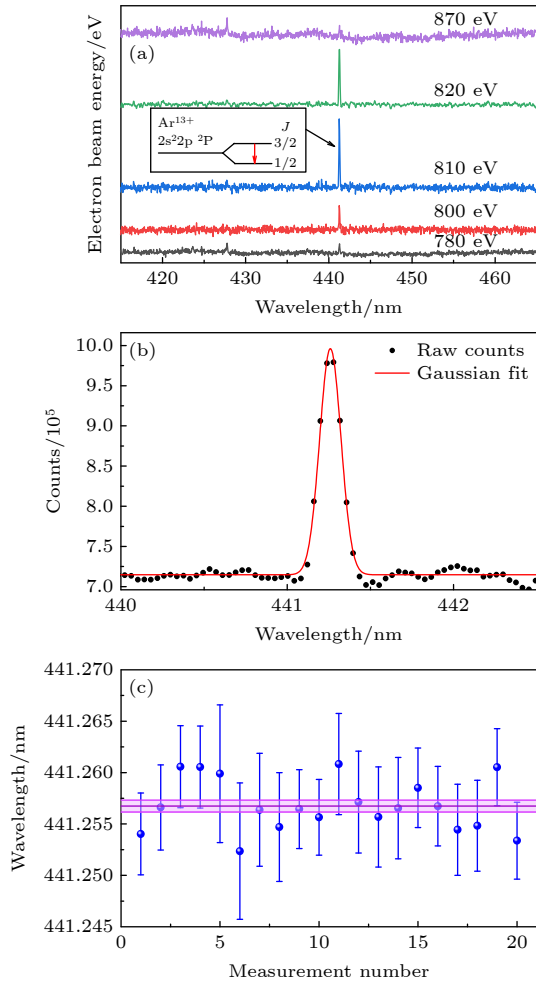 870 eV
(a)
820 eV
Ar¹³⁺
J
2s²2p ²P
3/2
1/2
810 eV
800 eV
780 eV
Electron beam energy/eV
420 430 440 450 460
Wavelength/nm
(b)
Raw counts
Gaussian fit
10.0
9.5
9.0
8.5
8.0
7.5
7.0
Counts/10⁵
440 441 442
Wavelength/nm
(c)
441.270
441.265
441.260
441.255
441.250
441.245
Wavelength/nm
0 5 10 15 20
Measurement number